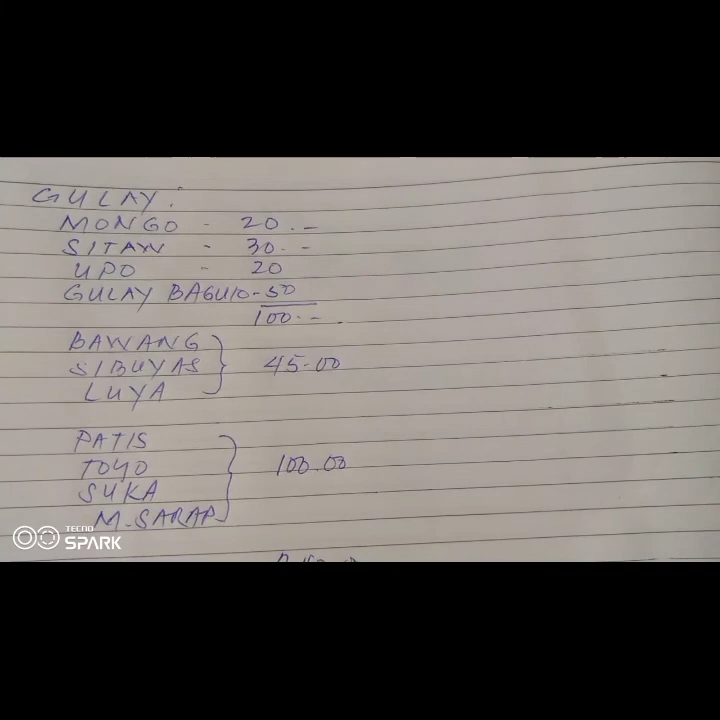 GULAY:
MONGO - 20.-
SITAW - 30.-
UPO - 20
GULAY BAGUIO - 50
100.-
BAWANG
SIBUYAS } 45.00
LUYA
PATIS
TOYO } 100.00
SUKA
M. SARAP
TECNO
SPARK